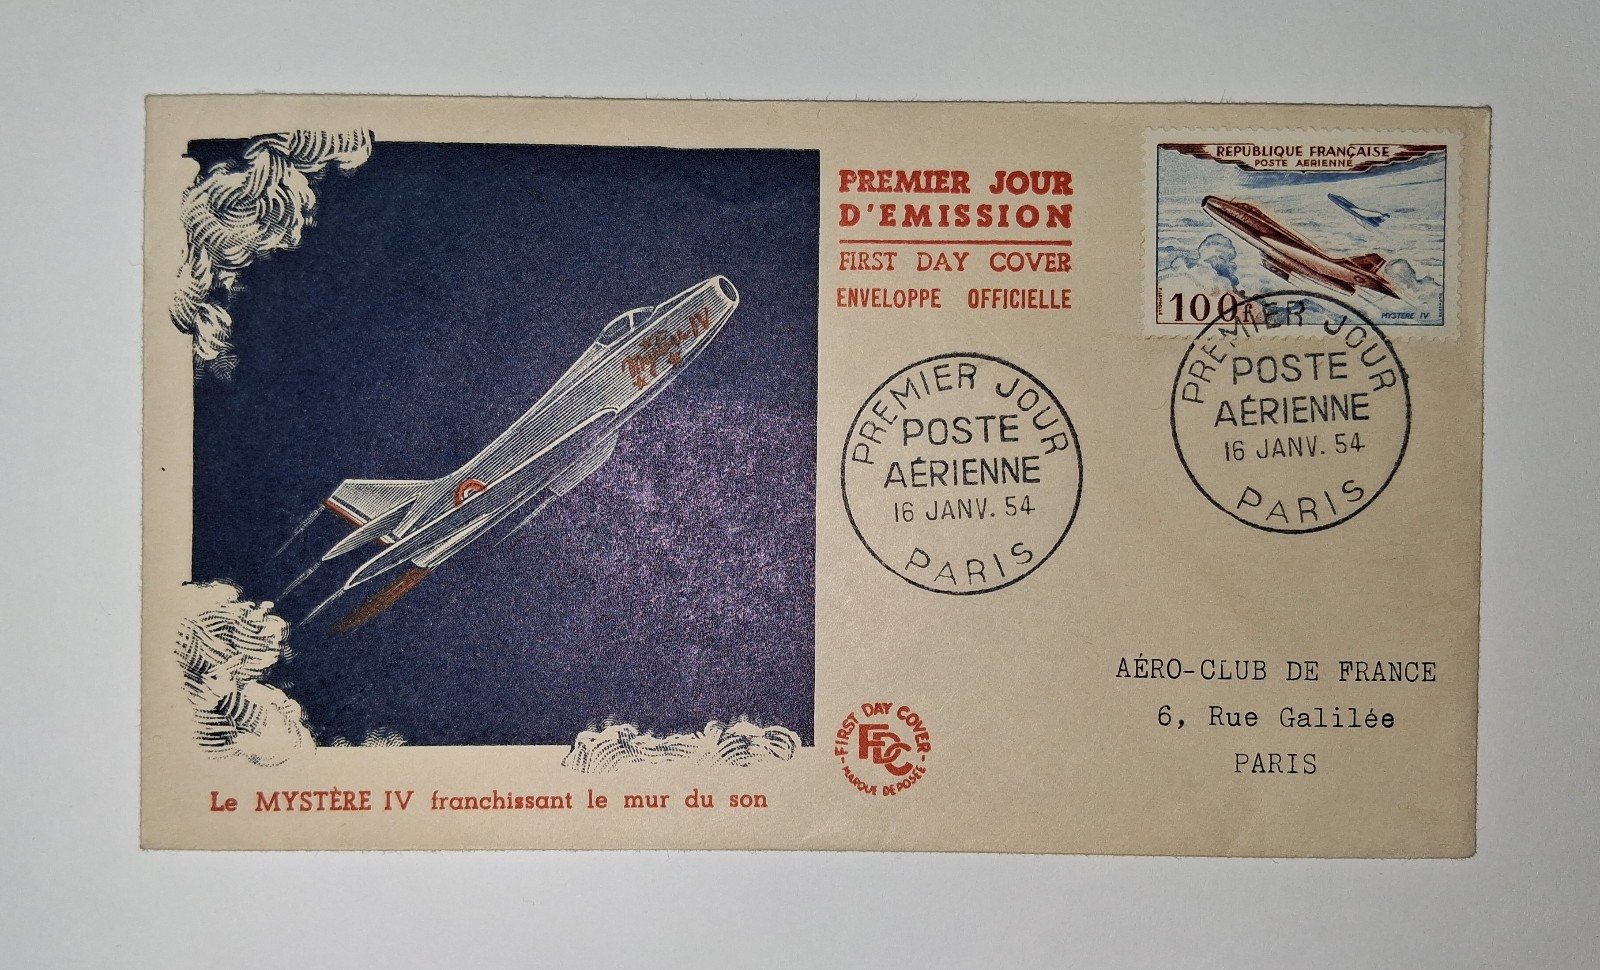 PREMIER JOUR
D'EMISSION
FIRST DAY COVER
ENVELOPPE OFFICIELLE
REPUBLIQUE FRANÇAISE
POSTE AERIENNE
100f
MYSTERE IV
PREMIER JOUR
POSTE
AÉRIENNE
16 JANV. 54
PARIS
PREMIER JOUR
POSTE
AÉRIENNE
16 JANV. 54
PARIS
Mystère IV
AÉRO-CLUB DE FRANCE
6, Rue Galilée
PARIS
FIRST DAY COVER
FDC
MARQUE DEPOSÉE
Le MYSTÈRE IV franchissant le mur du son